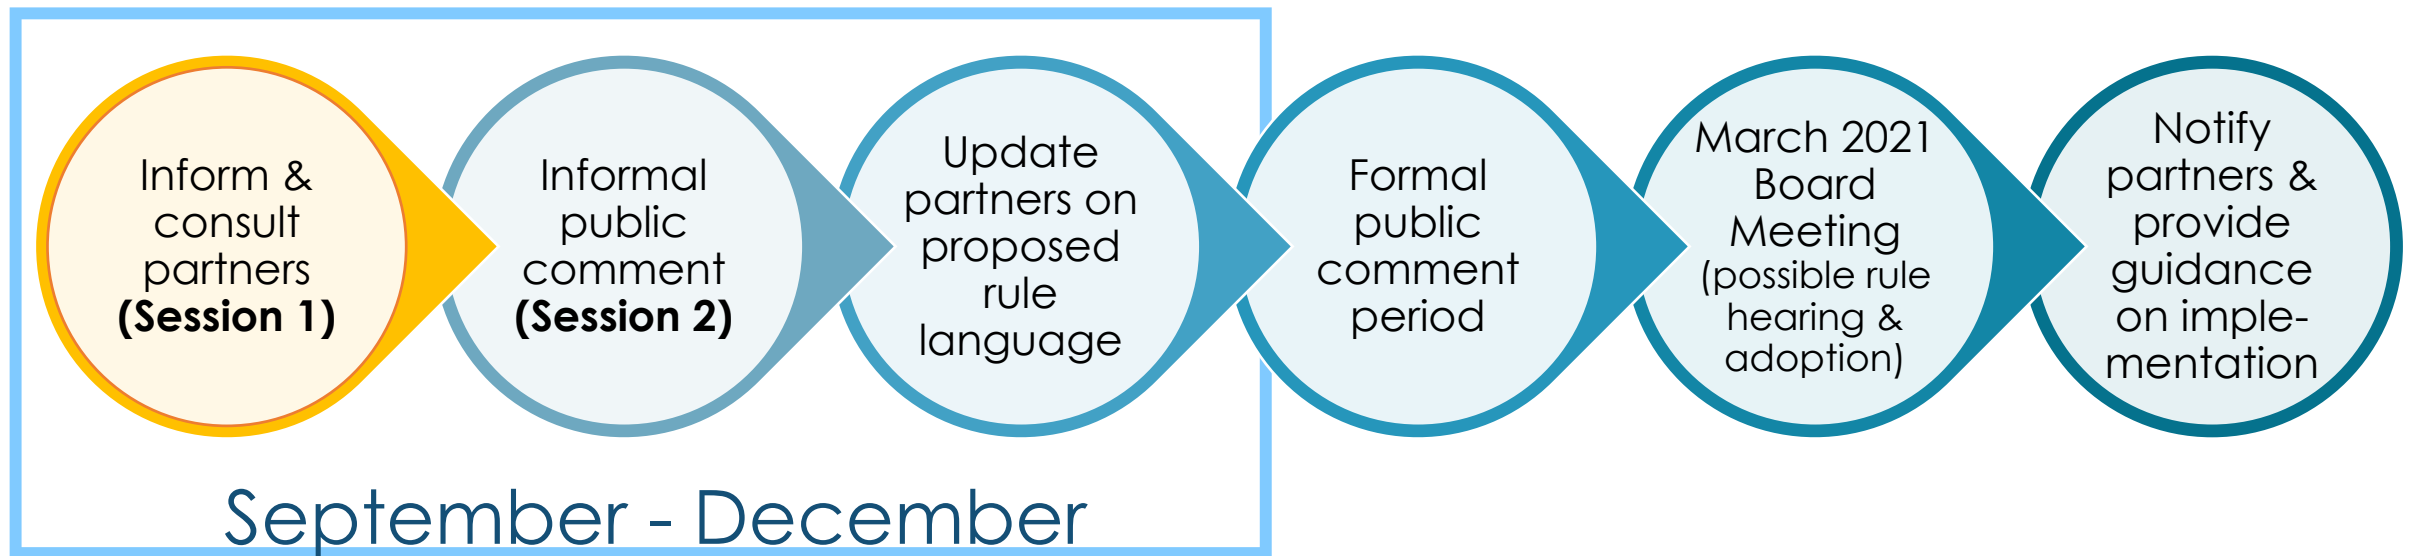 Inform &
consult
partners
(Session 1)
Informal
public
comment
(Session 2)
Update
partners on
proposed
rule
language
Formal
public
comment
period
March 2021
Board
Meeting
(possible rule
hearing &
adoption)
Notify
partners &
provide
guidance
on imple-
mentation
September - December